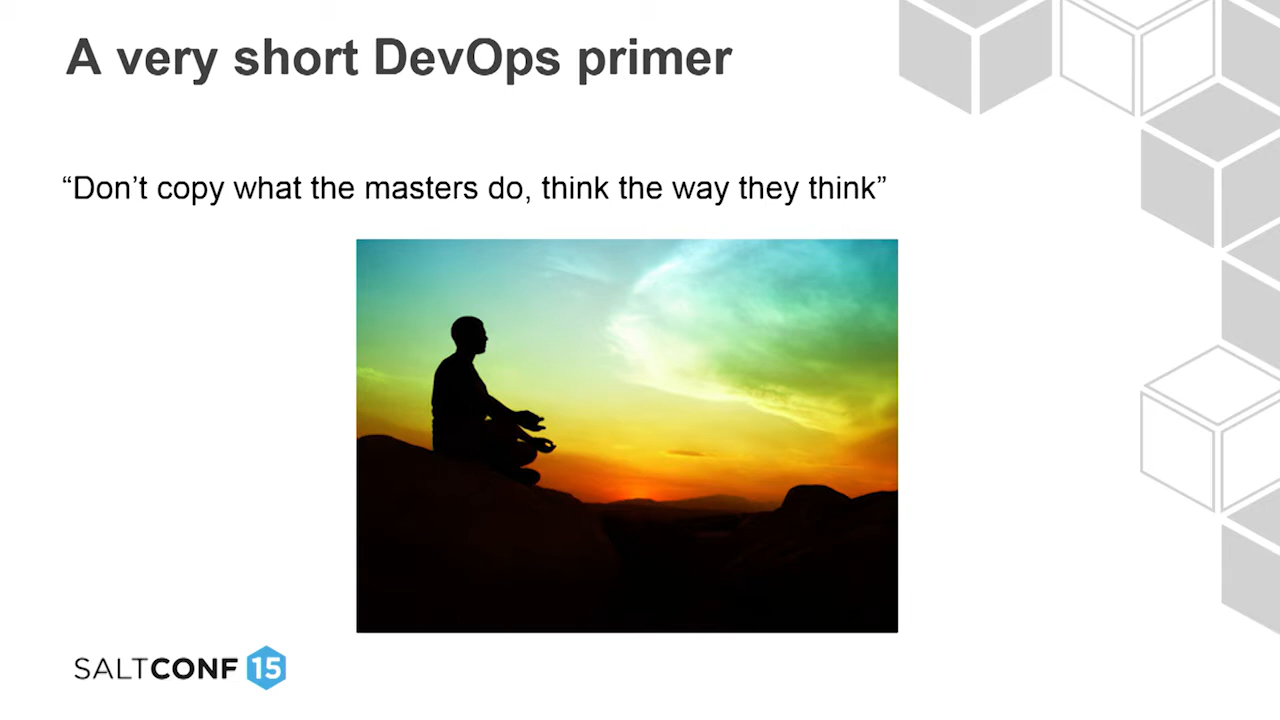 A very short DevOps primer
“Don’t copy what the masters do, think the way they think”
SALTCONF 15